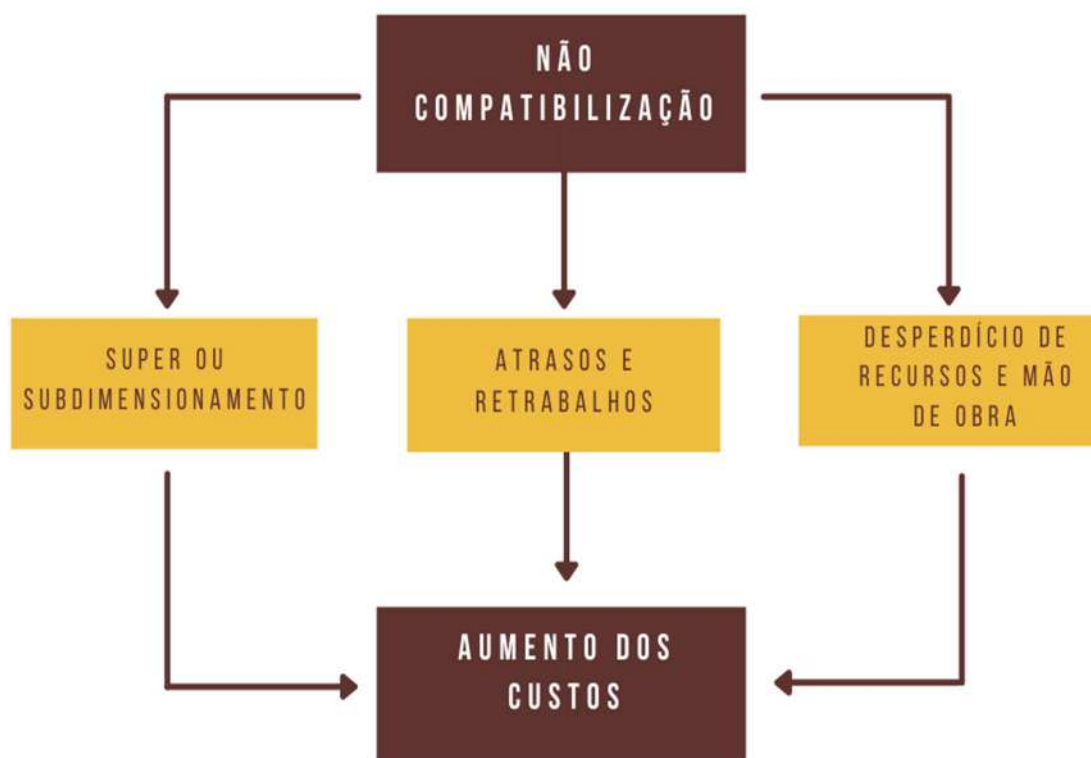 NÃO
COMPATIBILIZAÇÃO
SUPER OU
SUBDIMENSIONAMENTO
ATRASOS E
RETRABALHOS
DESPERDÍCIO DE
RECURSOS E MÃO
DE OBRA
AUMENTO DOS
CUSTOS